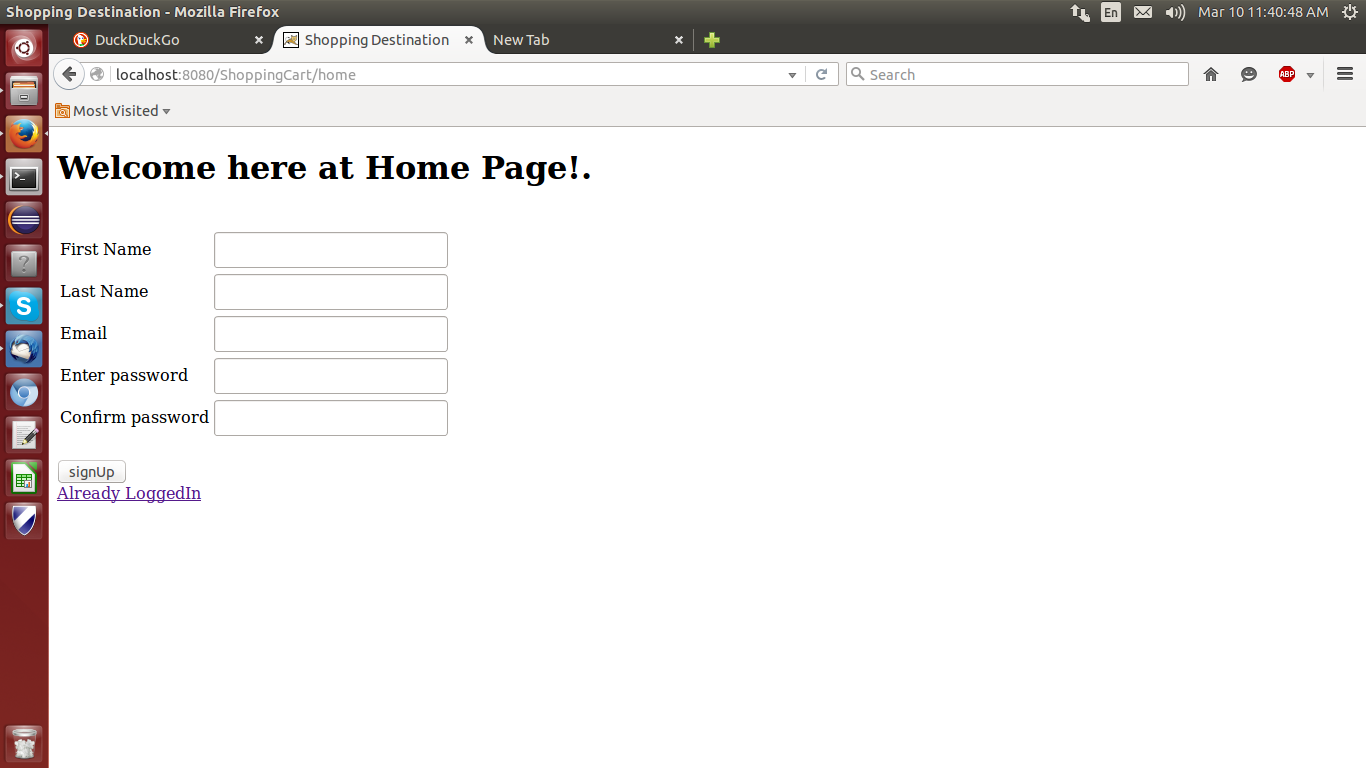 Shopping Destination - Mozilla Firefox
En
Mar 10 11:40:48 AM
DuckDuckGo
Shopping Destination
New Tab
localhost:8080/ShoppingCart/home
Search
ABP
Most Visited
Welcome here at Home Page!.
First Name
Last Name
Email
Enter password
Confirm password
signUp
Already LoggedIn